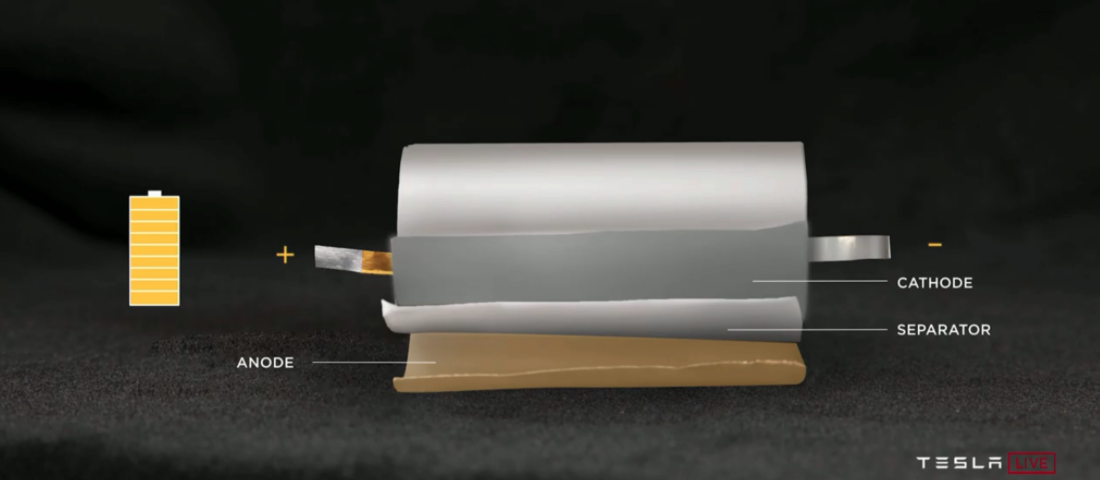 +
-
CATHODE
SEPARATOR
ANODE
TESLA LIVE